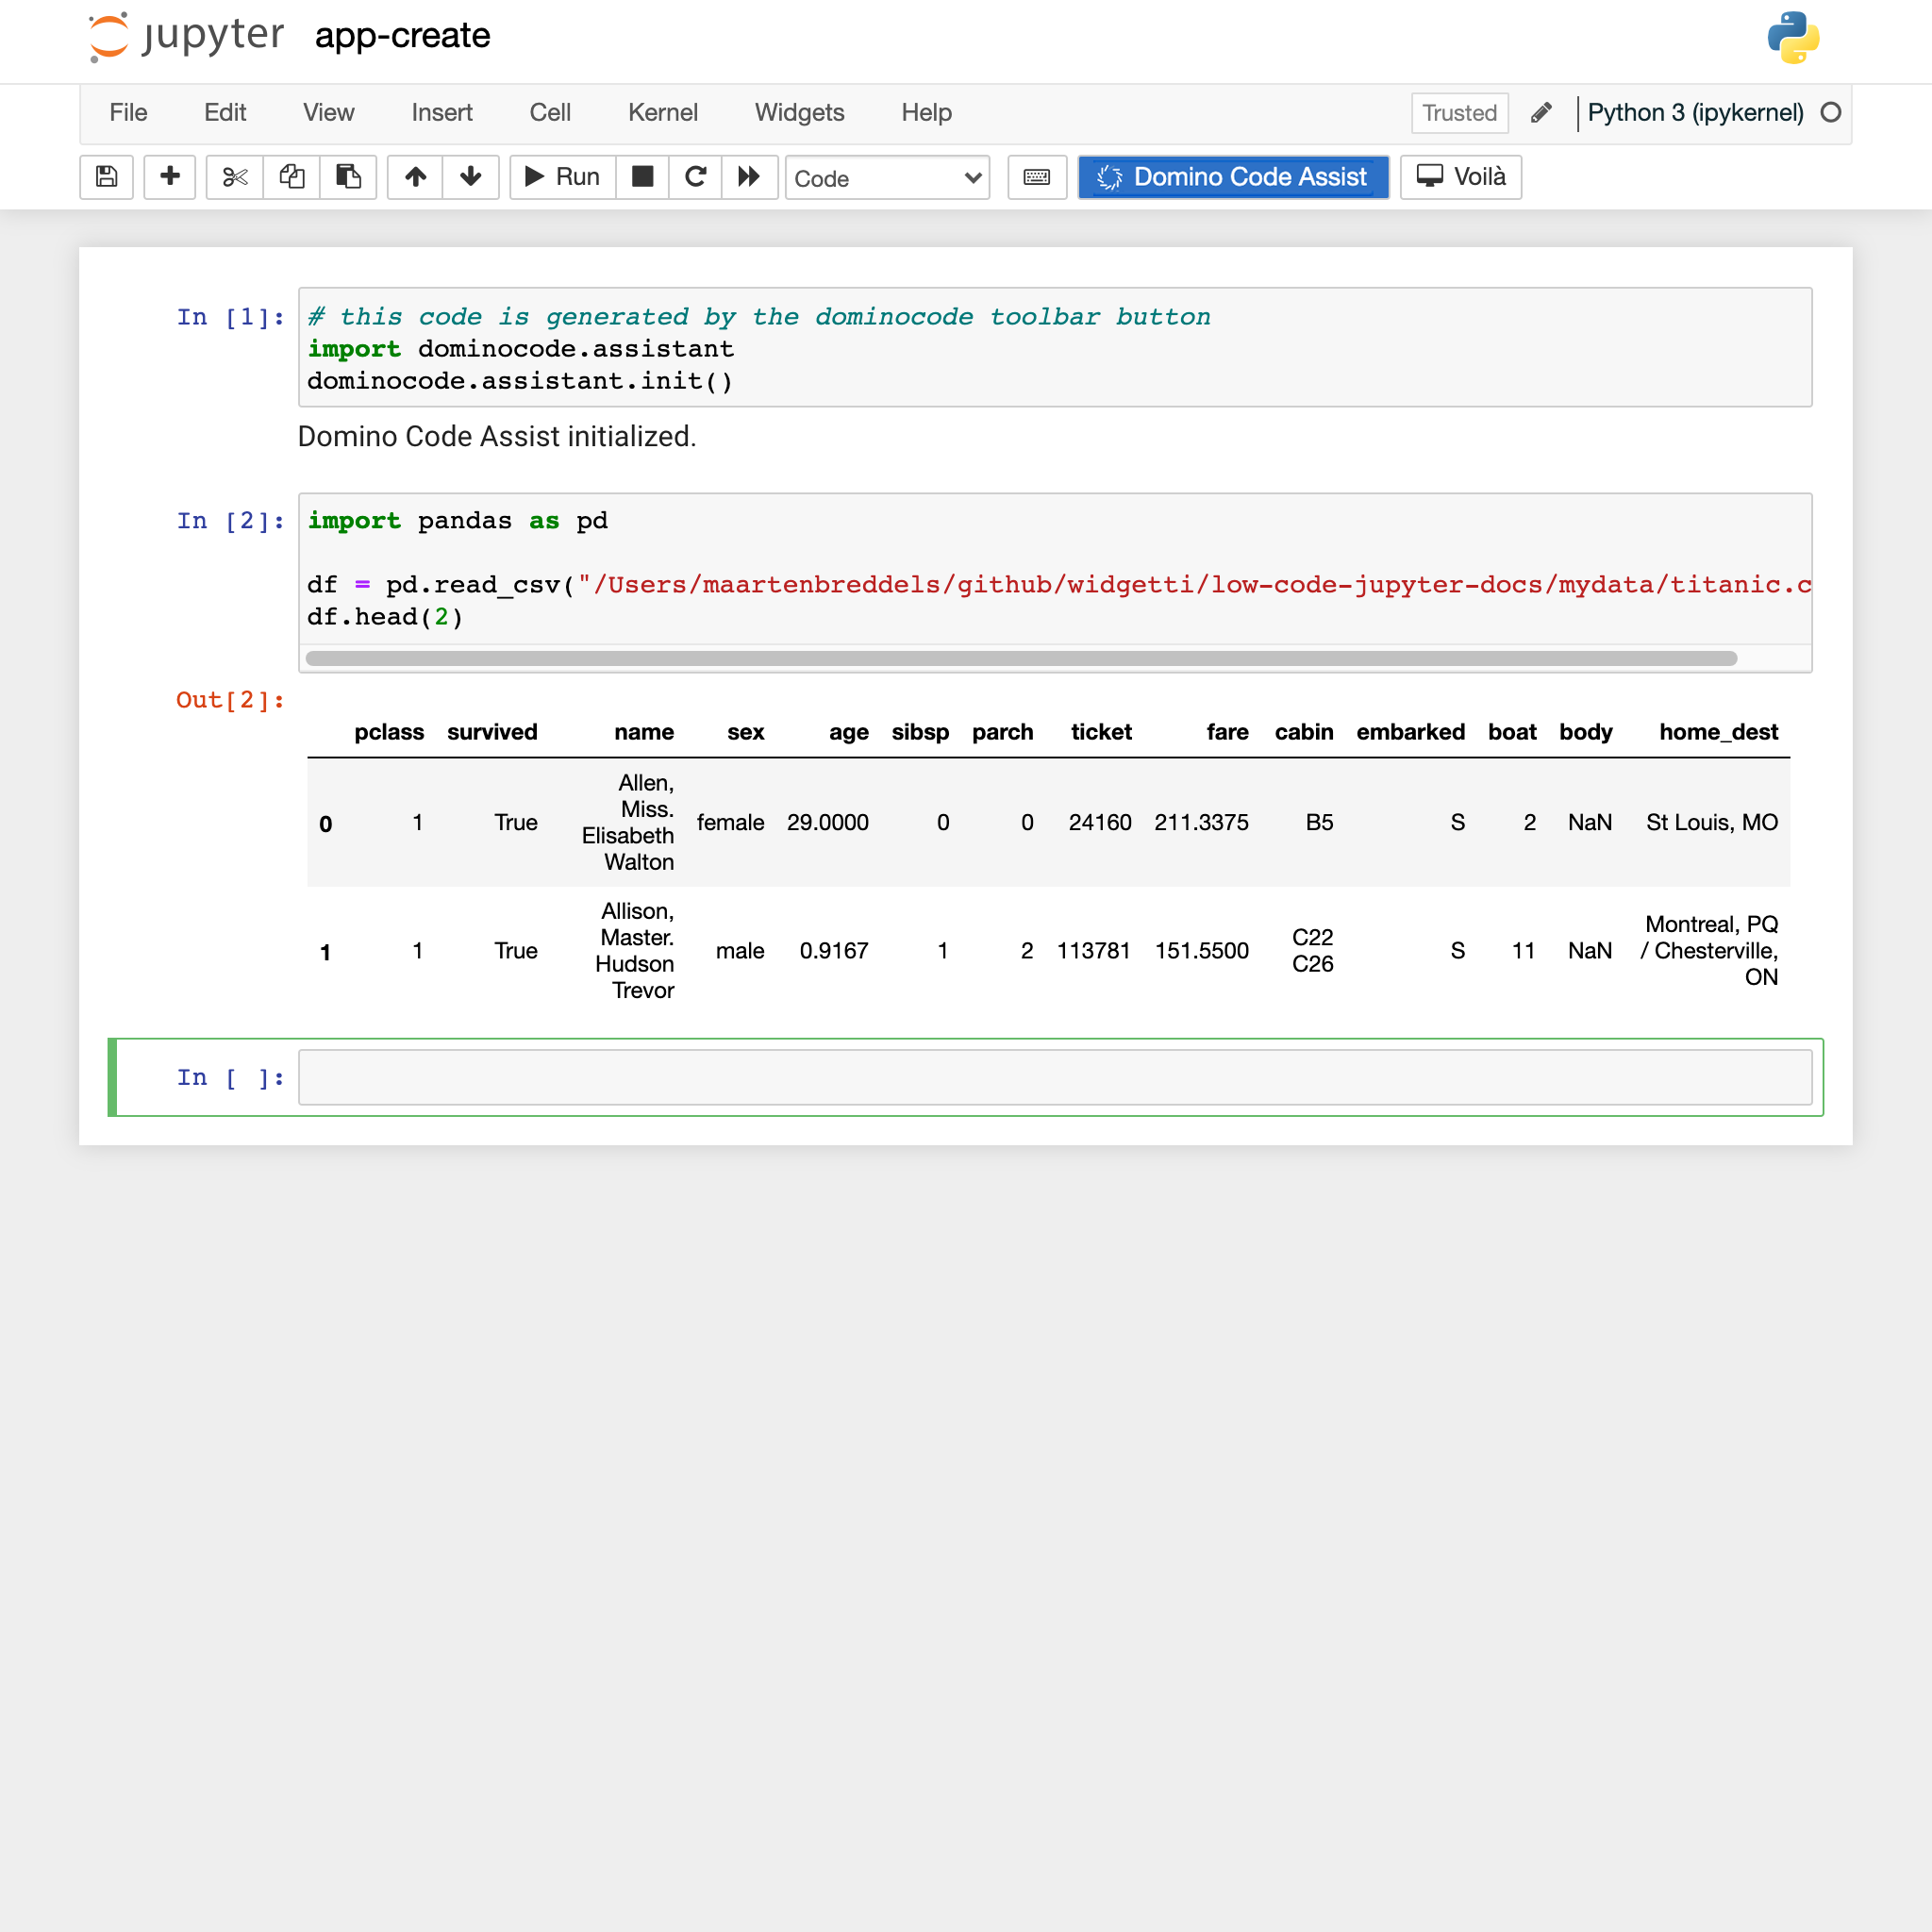 jupyter app-create
File Edit View Insert Cell Kernel Widgets Help Trusted Python 3 (ipykernel)
Run Code Domino Code Assist Voilà
In [1]: # this code is generated by the dominocode toolbar button
import dominocode.assistant
dominocode.assistant.init()
Domino Code Assist initialized.
In [2]: import pandas as pd
df = pd.read_csv("/Users/maartenbreddels/github/widgetti/low-code-jupyter-docs/mydata/titanic.c
df.head(2)
Out[2]:
pclass survived name sex age sibsp parch ticket fare cabin embarked boat body home_dest
0 1 True Allen, Miss. Elisabeth Walton female 29.0000 0 0 24160 211.3375 B5 S 2 NaN St Louis, MO
1 1 True Allison, Master. Hudson Trevor male 0.9167 1 2 113781 151.5500 C22 C26 S 11 NaN Montreal, PQ / Chesterville, ON
In [ ]: